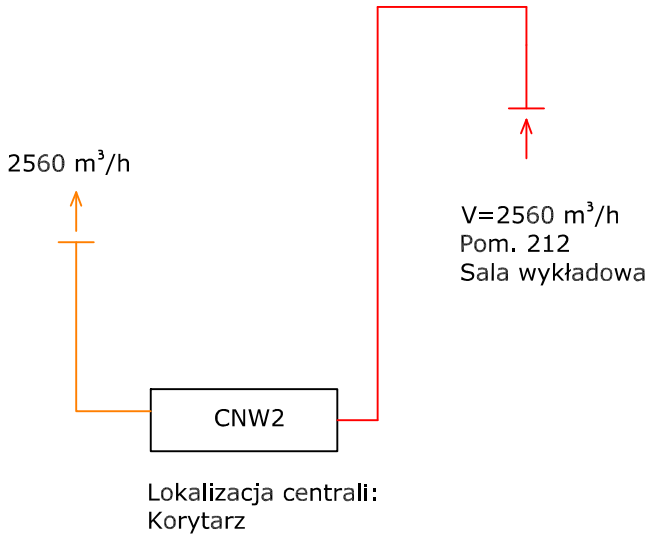 2560 m³/h
V=2560 m³/h
Pom. 212
Sala wykładowa
CNW2
Lokalizacja centrali:
Korytarz